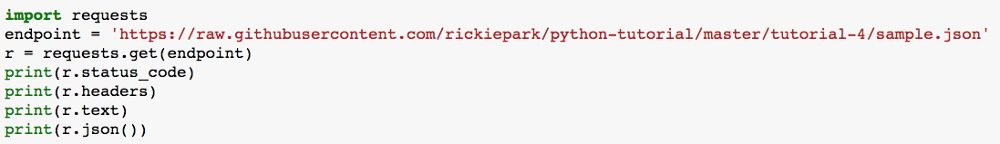 import requests
endpoint = 'https://raw.githubusercontent.com/rickiepark/python-tutorial/master/tutorial-4/sample.json'
r = requests.get(endpoint)
print(r.status_code)
print(r.headers)
print(r.text)
print(r.json())